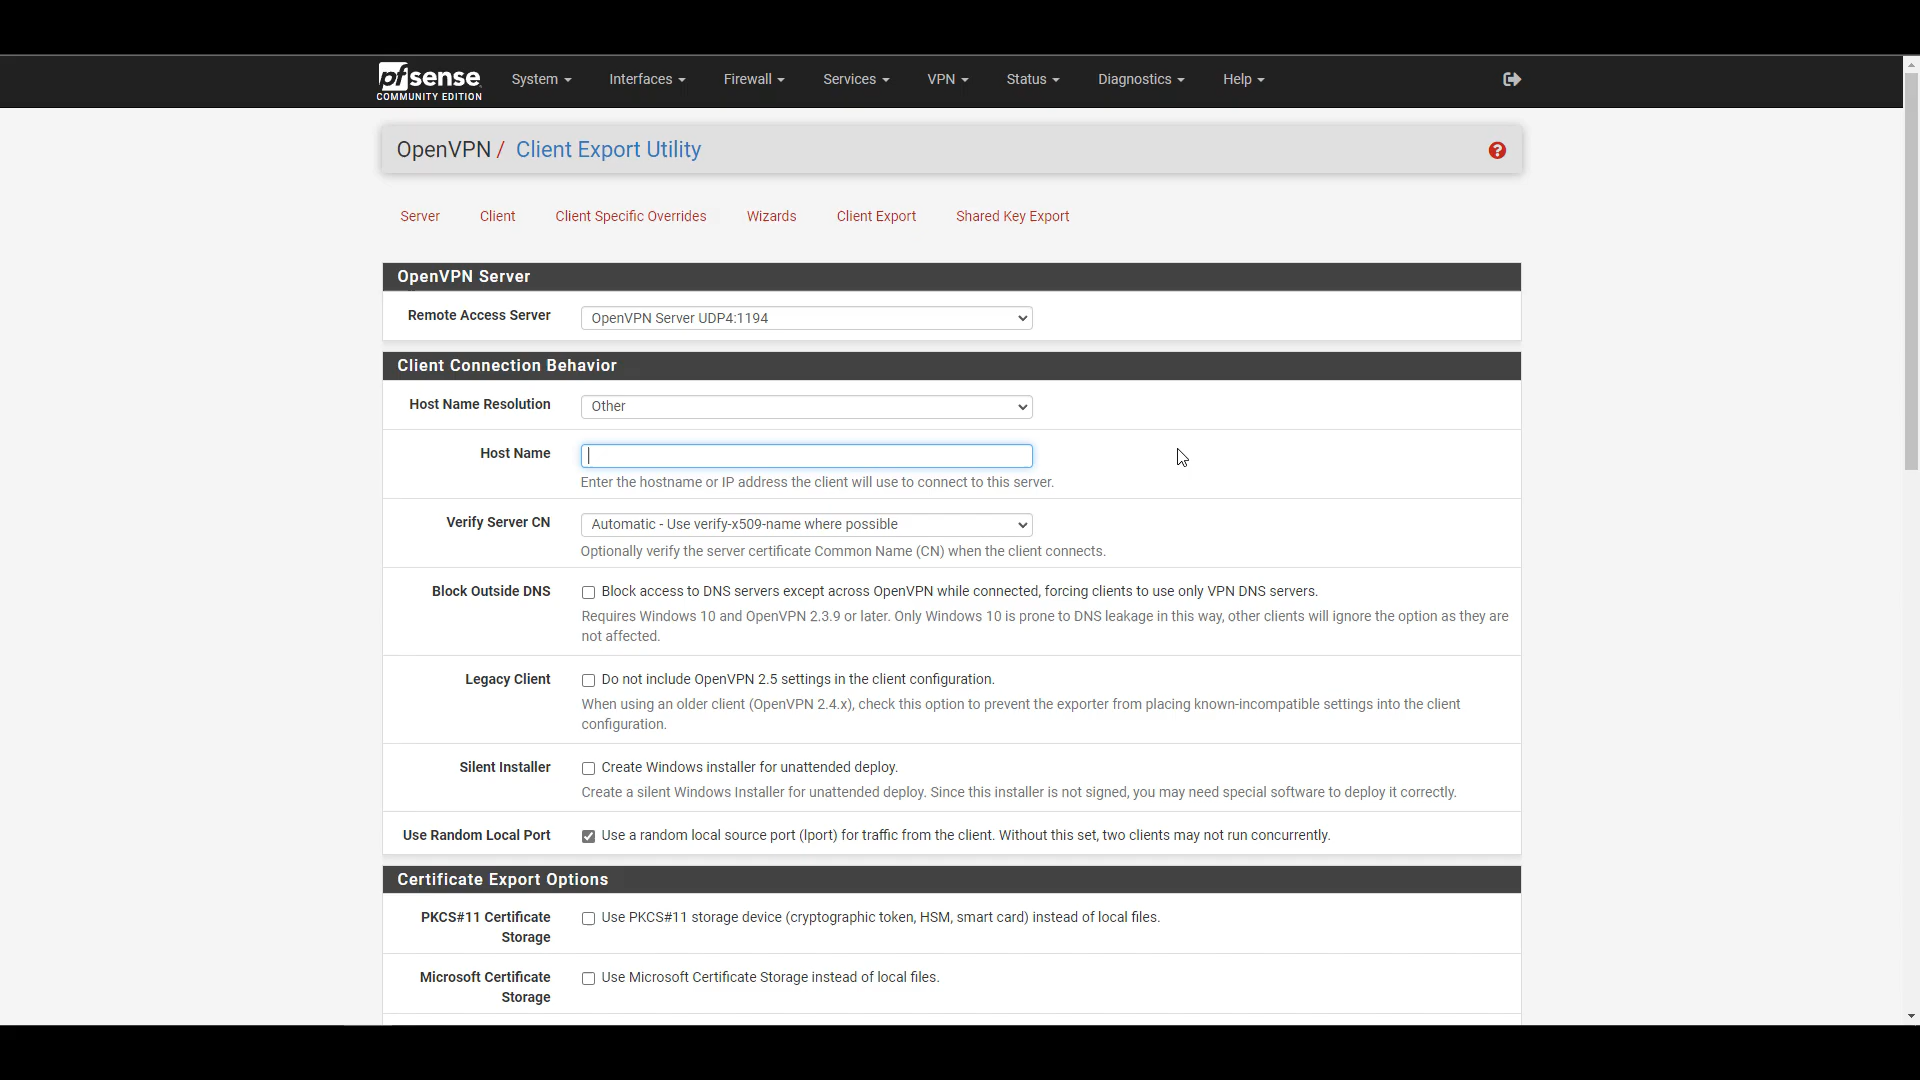 pfsense
COMMUNITY EDITION
System Interfaces Firewall Services VPN Status Diagnostics Help
OpenVPN / Client Export Utility
Server Client Client Specific Overrides Wizards Client Export Shared Key Export
OpenVPN Server
Remote Access Server OpenVPN Server UDP4:1194
Client Connection Behavior
Host Name Resolution Other
Host Name
Enter the hostname or IP address the client will use to connect to this server.
Verify Server CN Automatic - Use verify-x509-name where possible
Optionally verify the server certificate Common Name (CN) when the client connects.
Block Outside DNS Block access to DNS servers except across OpenVPN while connected, forcing clients to use only VPN DNS servers.
Requires Windows 10 and OpenVPN 2.3.9 or later. Only Windows 10 is prone to DNS leakage in this way, other clients will ignore the option as they are
not affected.
Legacy Client Do not include OpenVPN 2.5 settings in the client configuration.
When using an older client (OpenVPN 2.4.x), check this option to prevent the exporter from placing known-incompatible settings into the client
configuration.
Silent Installer Create Windows installer for unattended deploy.
Create a silent Windows Installer for unattended deploy. Since this installer is not signed, you may need special software to deploy it correctly.
Use Random Local Port Use a random local source port (lport) for traffic from the client. Without this set, two clients may not run concurrently.
Certificate Export Options
PKCS#11 Certificate Use PKCS#11 storage device (cryptographic token, HSM, smart card) instead of local files.
Storage
Microsoft Certificate Use Microsoft Certificate Storage instead of local files.
Storage